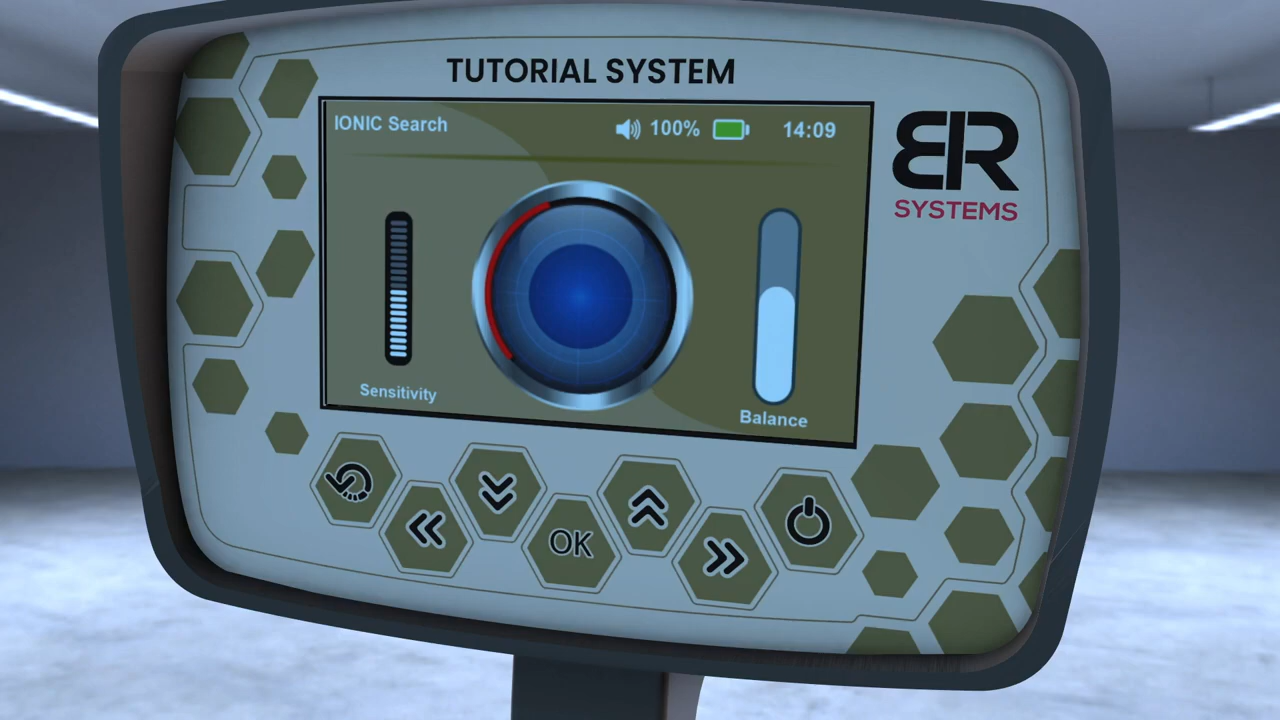 TUTORIAL SYSTEM
IONIC Search
100%
14:09
ER
SYSTEMS
Sensitivity
Balance
OK